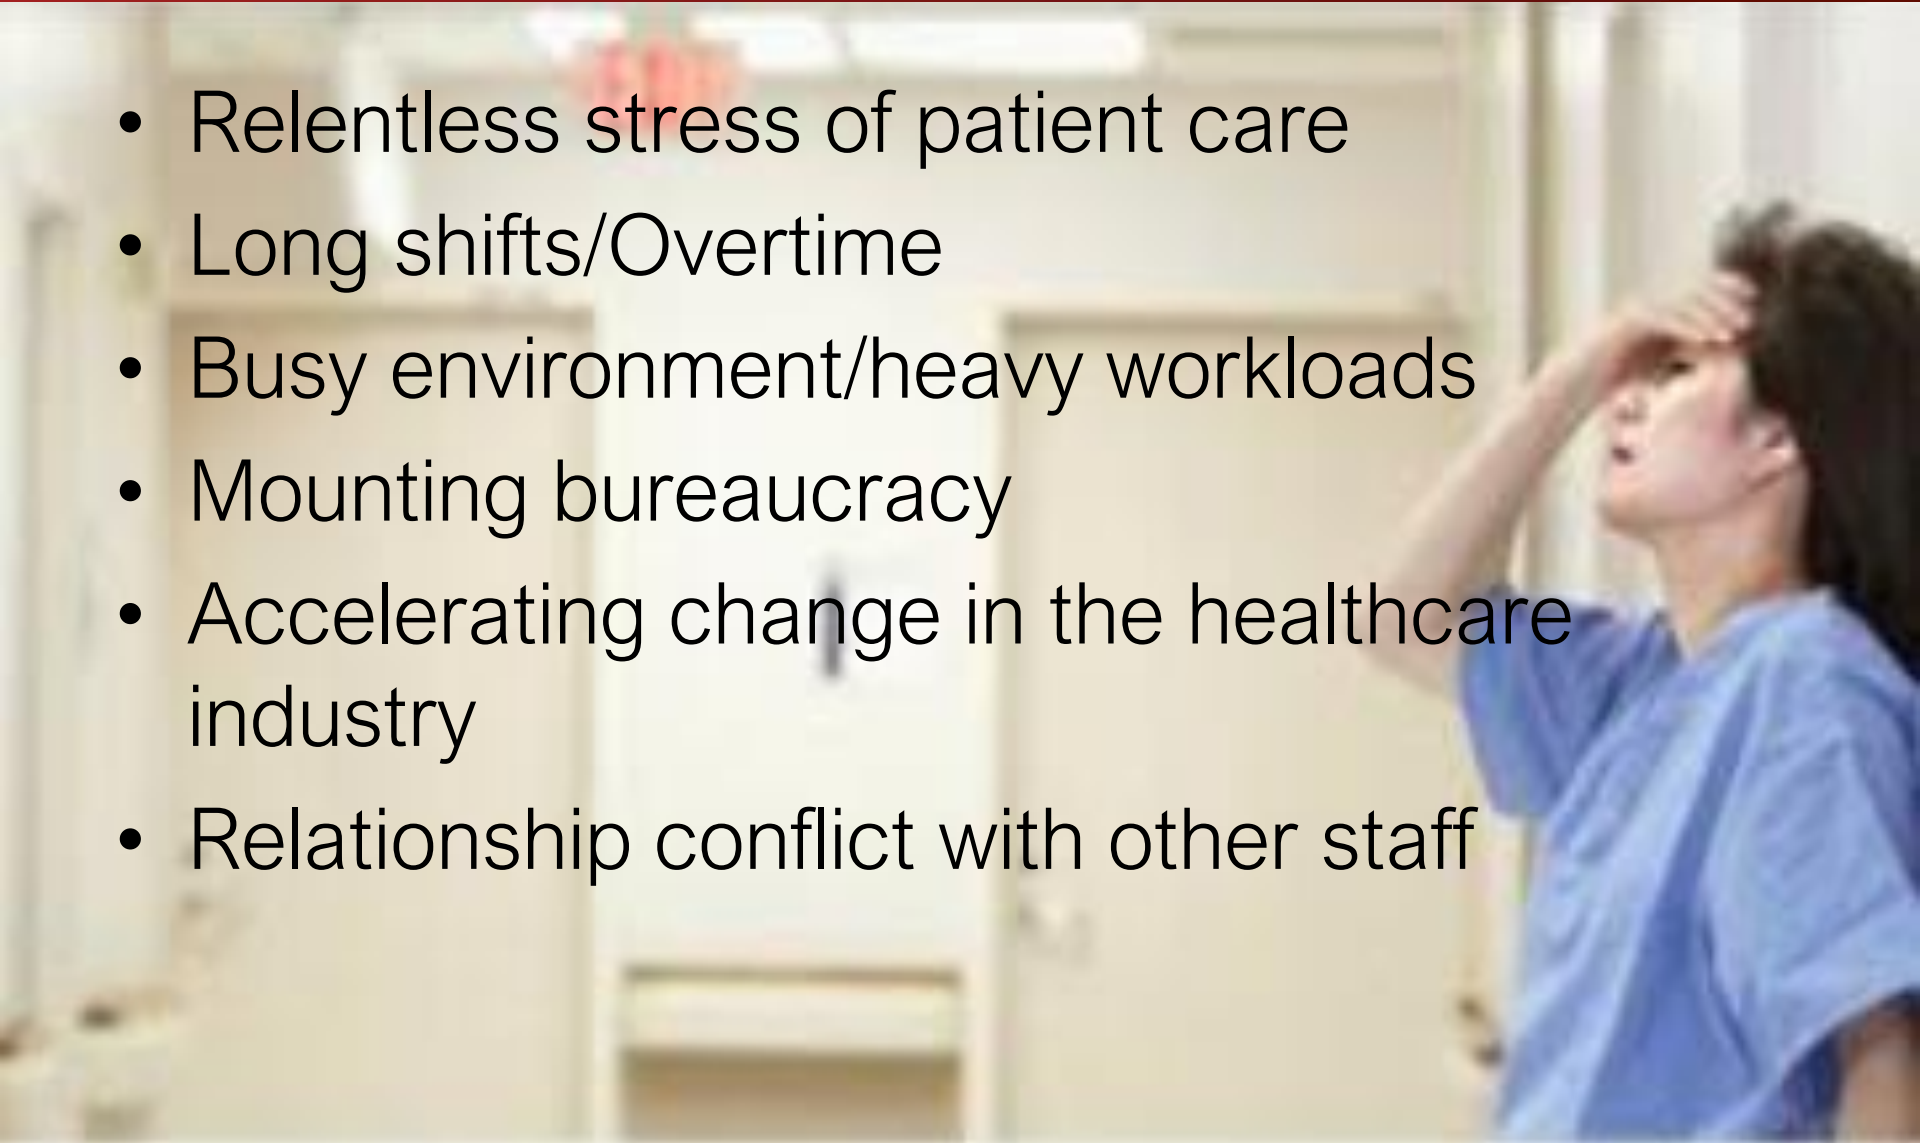 • Relentless stress of patient care
• Long shifts/Overtime
• Busy environment/heavy workloads
• Mounting bureaucracy
• Accelerating change in the healthcare
industry
• Relationship conflict with other staff